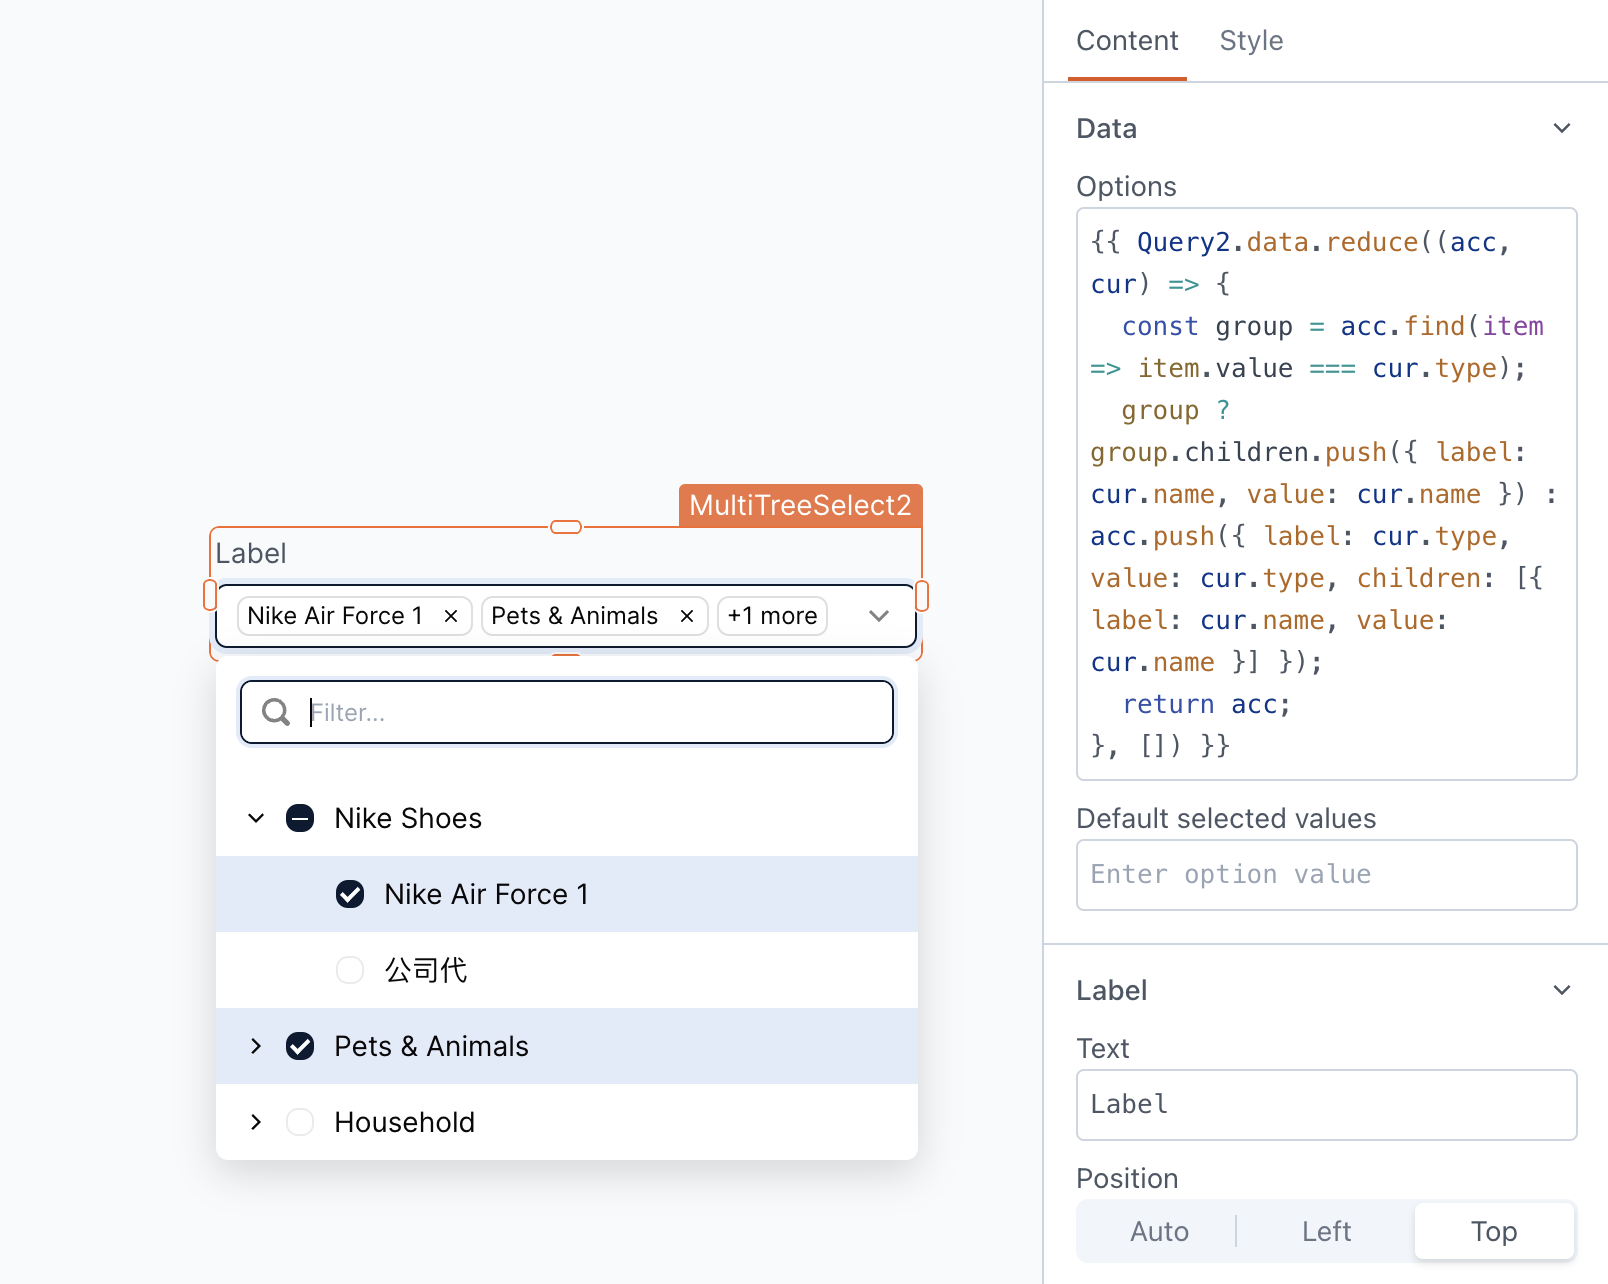 MultiTreeSelect2
Label
Nike Air Force 1
Pets & Animals
+1 more
Filter...
Nike Shoes
Nike Air Force 1
公司代
Pets & Animals
Household
Content Style
Data
Options
{{ Query2.data.reduce((acc,
cur) => {
  const group = acc.find(item
=> item.value === cur.type);
  group ?
group.children.push({ label:
cur.name, value: cur.name }) :
acc.push({ label: cur.type,
value: cur.type, children: [{
label: cur.name, value:
cur.name }] });
  return acc;
}, []) }}
Default selected values
Enter option value
Label
Text
Label
Position
Auto Left Top